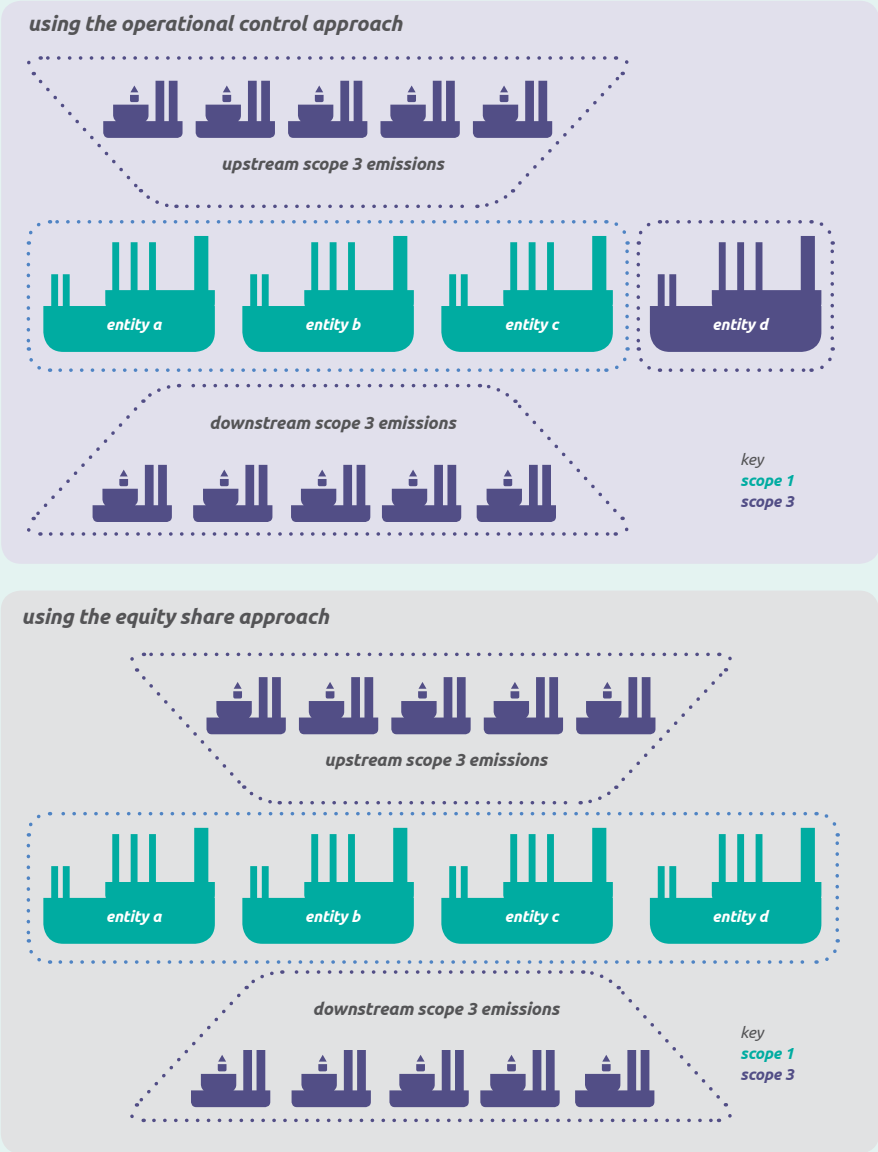 using the operational control approach
upstream scope 3 emissions
entity a
entity b
entity c
entity d
downstream scope 3 emissions
key
scope 1
scope 3
using the equity share approach
upstream scope 3 emissions
entity a
entity b
entity c
entity d
downstream scope 3 emissions
key
scope 1
scope 3